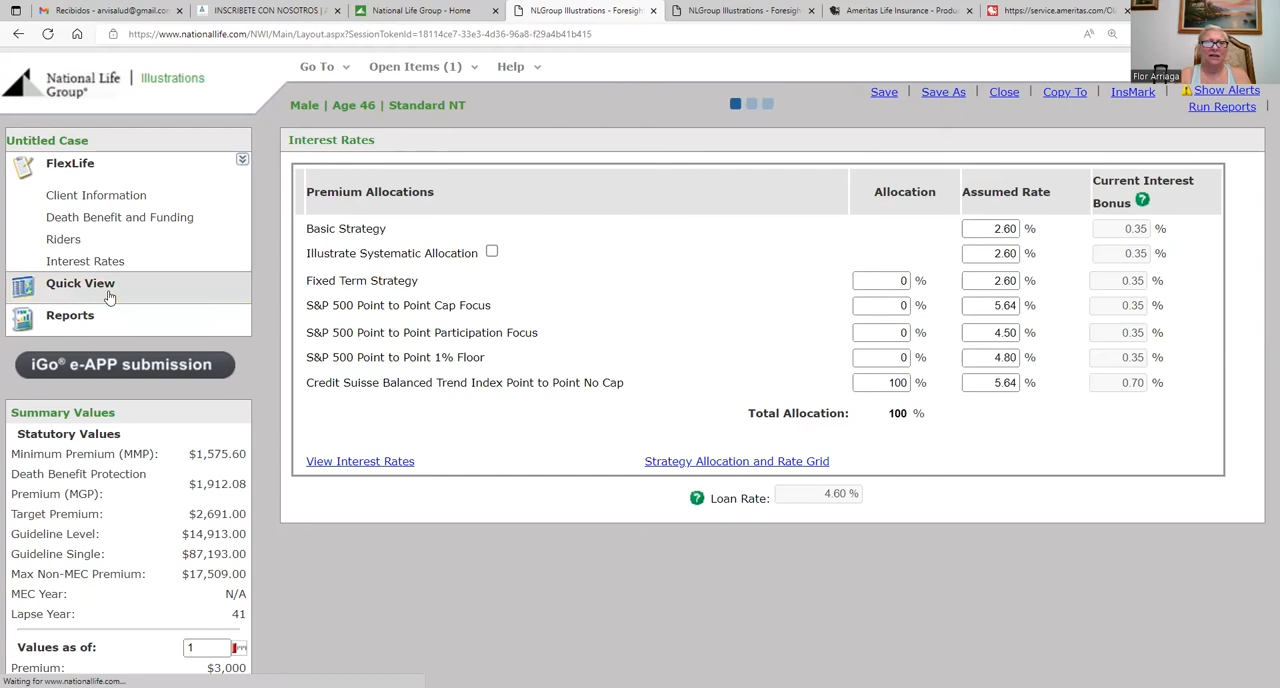 Recibidos - arvisalud@gmail.com
INSCRIBETE CON NOSOTROS | A
National Life Group - Home
NLGroup Illustrations - Foresigh
NLGroup Illustrations - Foresigh
Ameritas Life Insurance - Produc
https://service.ameritas.com/OL
https://www.nationallife.com/NWI/Main/Layout.aspx?SessionTokenId=18114ce7-33e3-4d36-96a8-f29a4b41b415
Flor Arriaga
National Life
Group®
Illustrations
Go To
Open Items (1)
Help
Male | Age 46 | Standard NT
Save
Save As
Close
Copy To
InsMark
Show Alerts
Run Reports
Untitled Case
FlexLife
Client Information
Death Benefit and Funding
Riders
Interest Rates
Quick View
Reports
iGo® e-APP submission
Summary Values
Statutory Values
Minimum Premium (MMP): $1,575.60
Death Benefit Protection
Premium (MGP): $1,912.08
Target Premium: $2,691.00
Guideline Level: $14,913.00
Guideline Single: $87,193.00
Max Non-MEC Premium: $17,509.00
MEC Year: N/A
Lapse Year: 41
Values as of: 1
Premium: $3,000
Interest Rates
Premium Allocations Allocation Assumed Rate Current Interest
Bonus ?
Basic Strategy 2.60 % 0.35 %
Illustrate Systematic Allocation 2.60 % 0.35 %
Fixed Term Strategy 0 % 2.60 % 0.35 %
S&P 500 Point to Point Cap Focus 0 % 5.64 % 0.35 %
S&P 500 Point to Point Participation Focus 0 % 4.50 % 0.35 %
S&P 500 Point to Point 1% Floor 0 % 4.80 % 0.35 %
Credit Suisse Balanced Trend Index Point to Point No Cap 100 % 5.64 % 0.70 %
Total Allocation: 100 %
View Interest Rates
Strategy Allocation and Rate Grid
? Loan Rate: 4.60 %
Waiting for www.nationallife.com...